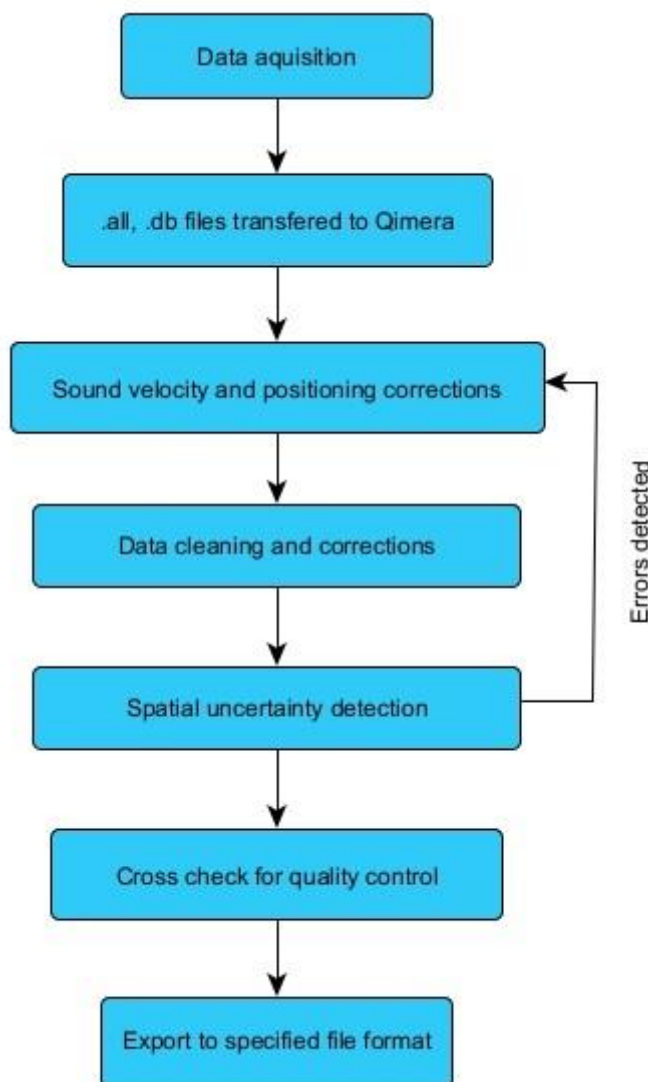 Data aquisition
.all, .db files transfered to Qimera
Sound velocity and positioning corrections
Data cleaning and corrections
Errors detected
Spatial uncertainty detection
Cross check for quality control
Export to specified file format